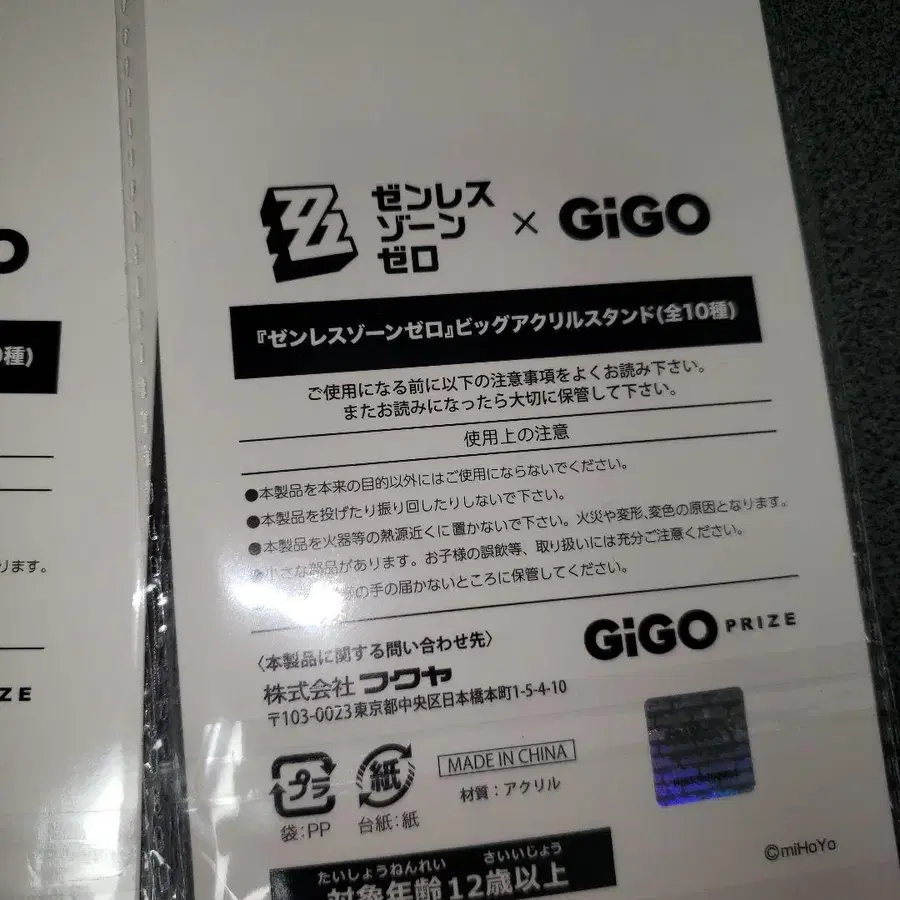 ゼンレス
ゾーン
ゼロ
× GiGO
『ゼンレスゾーンゼロ』ビッグアクリルスタンド(全10種)
ご使用になる前に以下の注意事項をよくお読み下さい。
またお読みになったら大切に保管して下さい。
使用上の注意
●本製品を本来の目的以外にはご使用にならないでください。
●本製品を投げたり振り回したりしないで下さい。
●本製品を火器等の熱源近くに置かないで下さい。火災や変形、変色の原因となります。
●小さな部品があります。お子様の誤飲等、取り扱いには充分ご注意ください。
の手の届かないところに保管してください。
〈本製品に関する問い合わせ先〉
株式会社フクヤ
〒103-0023東京都中央区日本橋本町1-5-4-10
GiGO PRIZE
プラ
袋:PP
紙
台紙:紙
MADE IN CHINA
材質:アクリル
©miHoYo
たいしょうねんれい さいいじょう
対象年齢12歳以上
O
種)
ります。
ZE